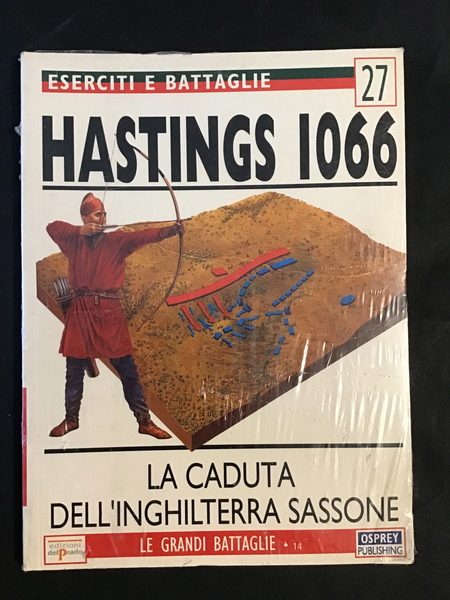 ESERCITI E BATTAGLIE
27
HASTINGS 1066
LA CADUTA
DELL'INGHILTERRA SASSONE
edizioni
del Prado
LE GRANDI BATTAGLIE • 14
OSPREY
PUBLISHING